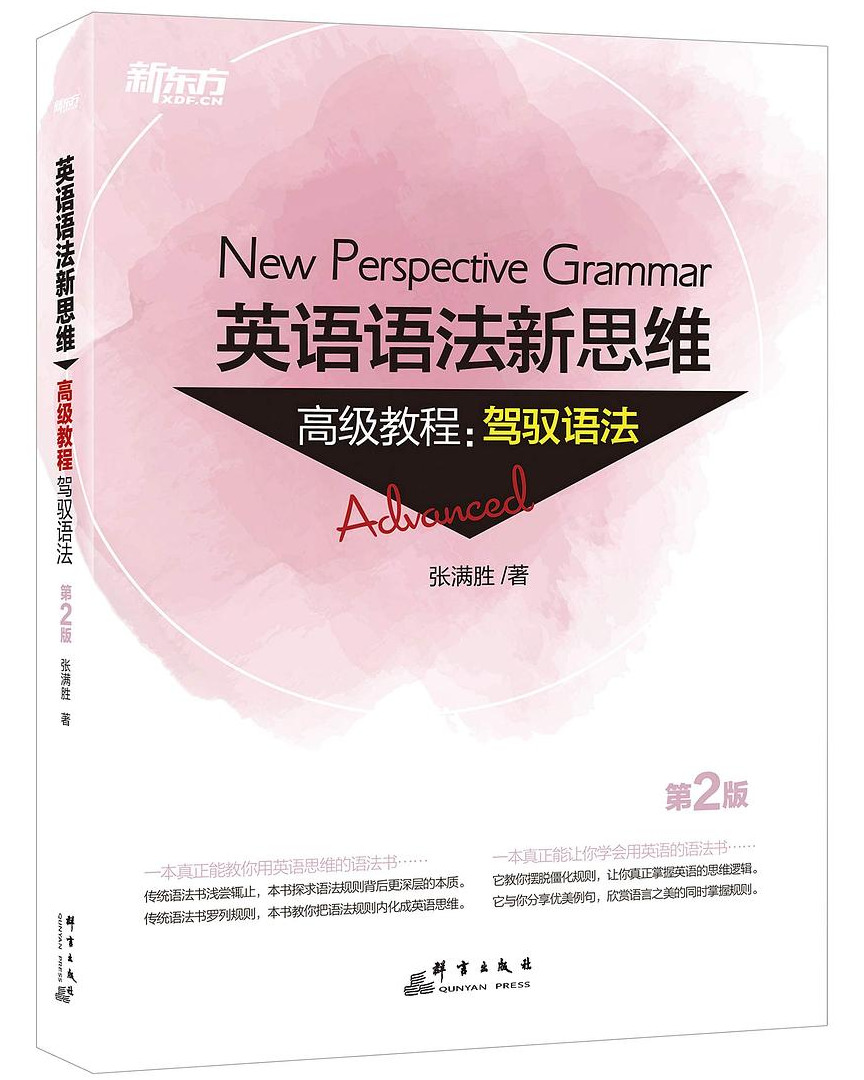 新东方
XDF.CN
New Perspective Grammar
英语语法新思维
高级教程:驾驭语法
Advanced
张满胜 /著
第2版
一本真正能教你用英语思维的语法书……
传统语法书浅尝辄止，本书探求语法规则背后更深层的本质。
传统语法书罗列规则，本书教你把语法规则内化成英语思维。
一本真正能让你学会用英语的语法书……
它教你摆脱僵化规则，让你真正掌握英语的思维逻辑。
它与你分享优美例句，欣赏语言之美的同时掌握规则。
群言出版社
QUNYAN PRESS
新东方
英语语法新思维
高级教程
驾驭语法
第2版
张满胜 著
群言出版社
QUNYAN PRESS